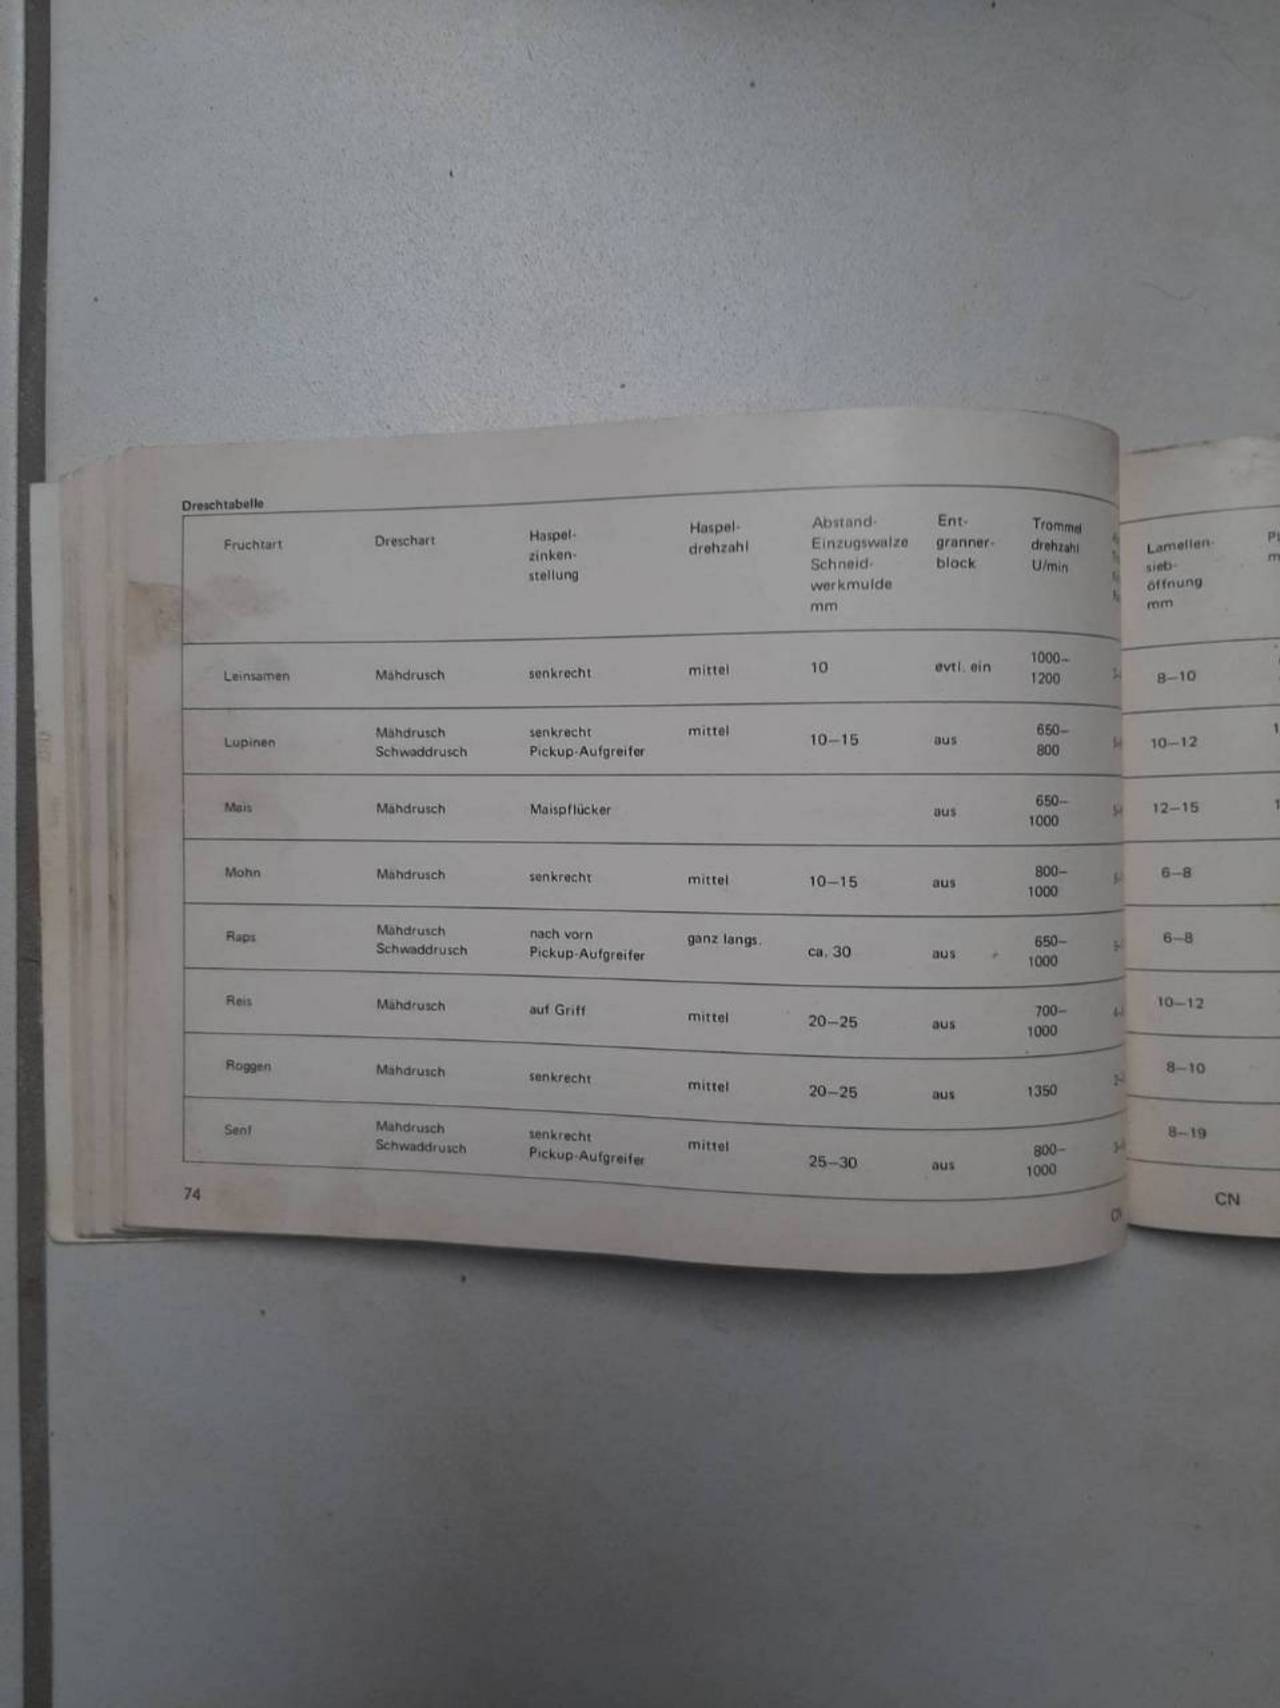 Dreschtabelle
Fruchtart Dreschart Haspel- Haspel- Abstand- Ent- Trommel Lamellen-
zinken- drehzahl Einzugswalze granner- drehzahl sieb-
stellung Schneid- block U/min öffnung
werkmulde mm
mm
Leinsamen Mähdrusch senkrecht mittel 10 evtl. ein 1000– 8–10
1200
Lupinen Mähdrusch senkrecht mittel 10–15 aus 650– 10–12
Schwaddrusch Pickup-Aufgreifer 800
Mais Mähdrusch Maispflücker aus 650– 12–15
1000
Mohn Mähdrusch senkrecht mittel 10–15 aus 800– 6–8
1000
Raps Mähdrusch nach vorn ganz langs. ca. 30 aus 650– 6–8
Schwaddrusch Pickup-Aufgreifer 1000
Reis Mähdrusch auf Griff mittel 20–25 aus 700– 10–12
1000
Roggen Mähdrusch senkrecht mittel 20–25 aus 1350 8–10
Senf Mähdrusch senkrecht mittel 25–30 aus 800– 8–19
Schwaddrusch Pickup-Aufgreifer 1000
74
CN